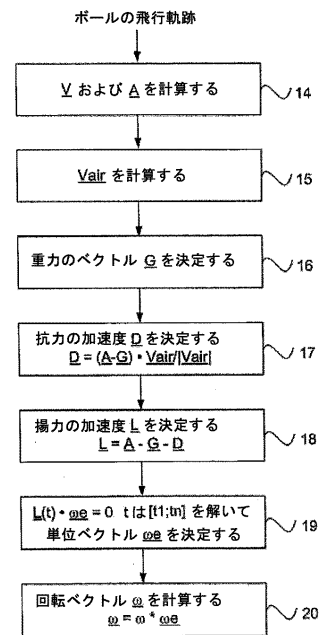 ボールの飛行軌跡
V および A を計算する
14
Vair を計算する
15
重力のベクトル G を決定する
16
抗力の加速度 D を決定する
D = (A-G) • Vair/|Vair|
17
揚力の加速度 L を決定する
L = A - G - D
18
L(t) • ωe = 0 t は [t1;tn] を解いて
単位ベクトル ωe を決定する
19
回転ベクトル ω を計算する
ω = ω * ωe
20